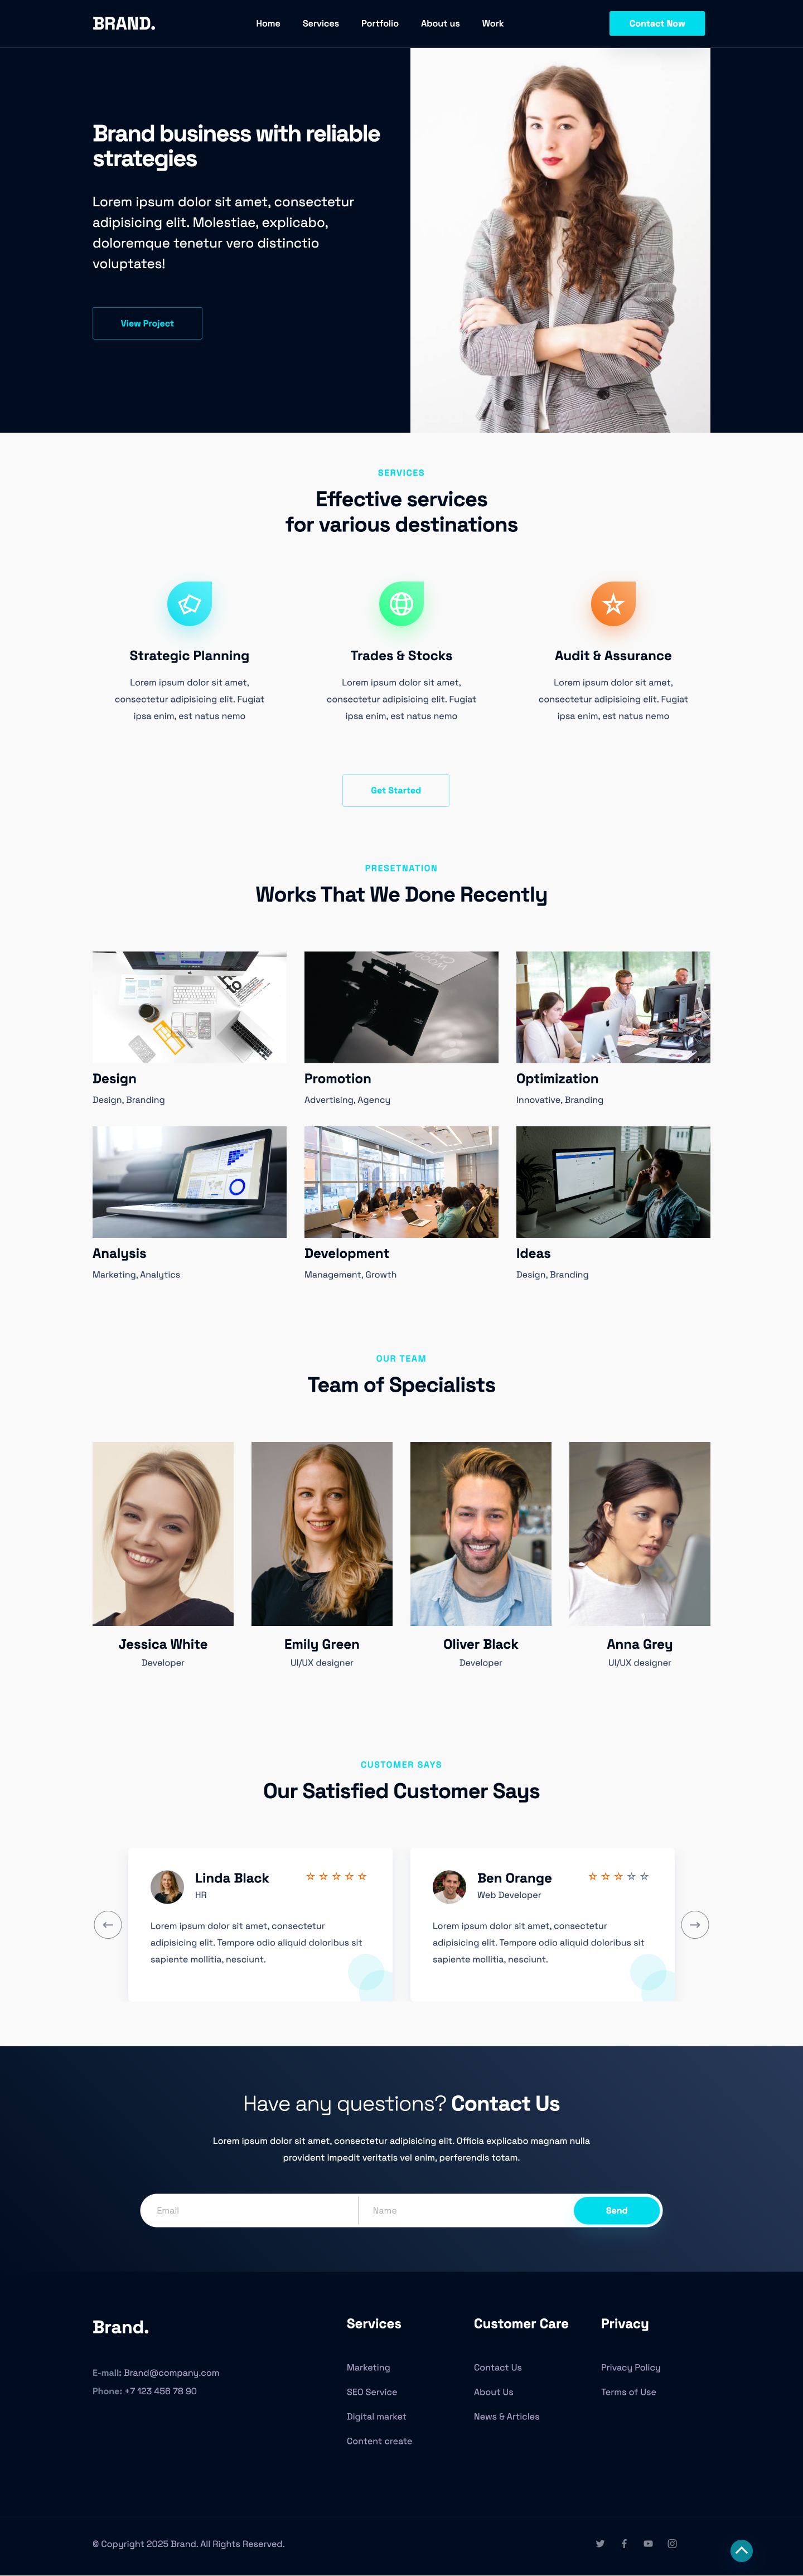 BRAND.
Home
Services
Portfolio
About us
Work
Contact Now
Brand business with reliable
strategies
Lorem ipsum dolor sit amet, consectetur
adipisicing elit. Molestiae, explicabo,
doloremque tenetur vero distinctio
voluptates!
View Project
SERVICES
Effective services
for various destinations
Strategic Planning
Lorem ipsum dolor sit amet,
consectetur adipisicing elit. Fugiat
ipsa enim, est natus nemo
Trades & Stocks
Lorem ipsum dolor sit amet,
consectetur adipisicing elit. Fugiat
ipsa enim, est natus nemo
Audit & Assurance
Lorem ipsum dolor sit amet,
consectetur adipisicing elit. Fugiat
ipsa enim, est natus nemo
Get Started
PRESETNATION
Works That We Done Recently
Design
Design, Branding
Promotion
Advertising, Agency
Optimization
Innovative, Branding
Analysis
Marketing, Analytics
Development
Management, Growth
Ideas
Design, Branding
OUR TEAM
Team of Specialists
Jessica White
Developer
Emily Green
UI/UX designer
Oliver Black
Developer
Anna Grey
UI/UX designer
CUSTOMER SAYS
Our Satisfied Customer Says
Linda Black
HR
Lorem ipsum dolor sit amet, consectetur
adipisicing elit. Tempore odio aliquid doloribus sit
sapiente mollitia, nesciunt.
Ben Orange
Web Developer
Lorem ipsum dolor sit amet, consectetur
adipisicing elit. Tempore odio aliquid doloribus sit
sapiente mollitia, nesciunt.
Have any questions? Contact Us
Lorem ipsum dolor sit amet, consectetur adipisicing elit. Officia explicabo magnam nulla
provident impedit veritatis vel enim, perferendis totam.
Email
Name
Send
Brand.
E-mail: Brand@company.com
Phone: +7 123 456 78 90
Services
Marketing
SEO Service
Digital market
Content create
Customer Care
Contact Us
About Us
News & Articles
Privacy
Privacy Policy
Terms of Use
© Copyright 2025 Brand. All Rights Reserved.